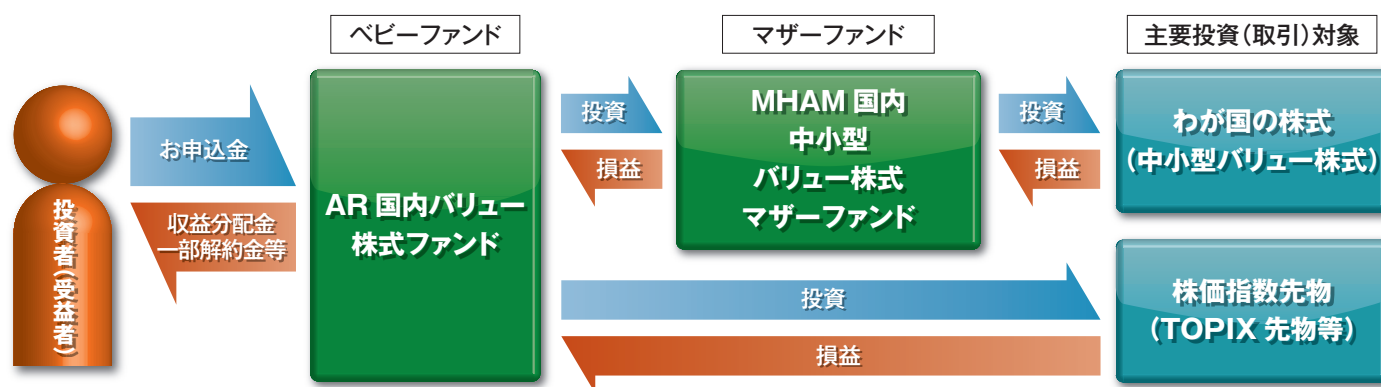 ベビーファンド
マザーファンド
主要投資(取引)対象
投資者(受益者)
お申込金
収益分配金
一部解約金等
AR 国内バリュー
株式ファンド
投資
損益
MHAM 国内
中小型
バリュー株式
マザーファンド
投資
損益
わが国の株式
(中小型バリュー株式)
投資
損益
株価指数先物
(TOPIX 先物等)